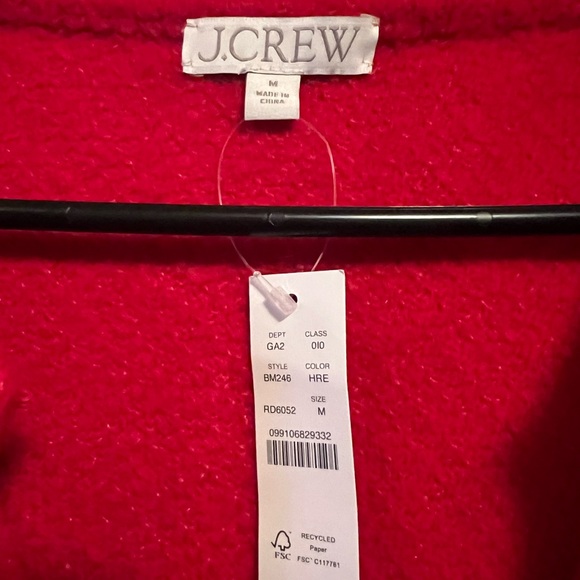 J.CREW
M
MADE IN
CHINA
DEPT CLASS
GA2 0I0
STYLE COLOR
BM246 HRE
SIZE
RD6052 M
099106829332
FSC
RECYCLED
Paper
FSC® C117781